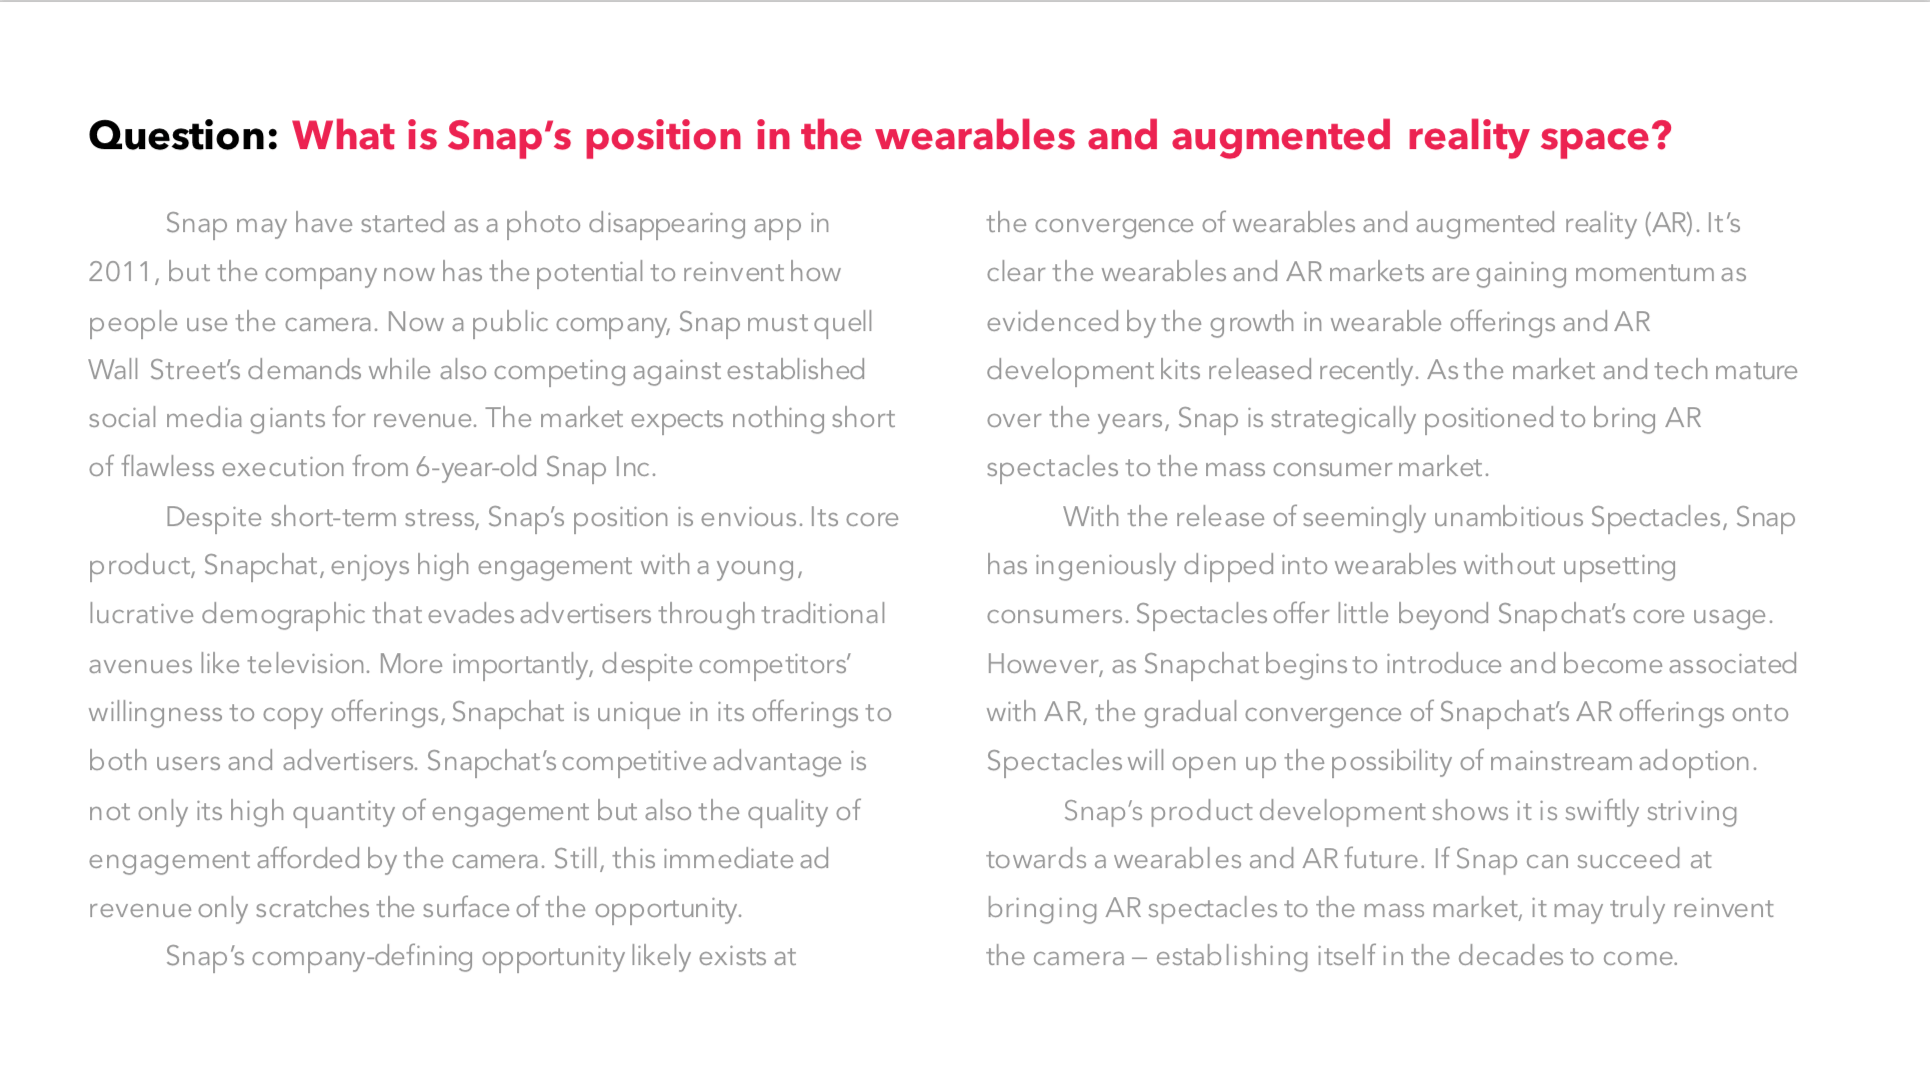 Question: What is Snap’s position in the wearables and augmented reality space?
Snap may have started as a photo disappearing app in
2011, but the company now has the potential to reinvent how
people use the camera. Now a public company, Snap must quell
Wall Street’s demands while also competing against established
social media giants for revenue. The market expects nothing short
of flawless execution from 6-year-old Snap Inc.
Despite short-term stress, Snap’s position is envious. Its core
product, Snapchat, enjoys high engagement with a young,
lucrative demographic that evades advertisers through traditional
avenues like television. More importantly, despite competitors’
willingness to copy offerings, Snapchat is unique in its offerings to
both users and advertisers. Snapchat’s competitive advantage is
not only its high quantity of engagement but also the quality of
engagement afforded by the camera. Still, this immediate ad
revenue only scratches the surface of the opportunity.
Snap’s company-defining opportunity likely exists at
the convergence of wearables and augmented reality (AR). It’s
clear the wearables and AR markets are gaining momentum as
evidenced by the growth in wearable offerings and AR
development kits released recently. As the market and tech mature
over the years, Snap is strategically positioned to bring AR
spectacles to the mass consumer market.
With the release of seemingly unambitious Spectacles, Snap
has ingeniously dipped into wearables without upsetting
consumers. Spectacles offer little beyond Snapchat’s core usage.
However, as Snapchat begins to introduce and become associated
with AR, the gradual convergence of Snapchat’s AR offerings onto
Spectacles will open up the possibility of mainstream adoption.
Snap’s product development shows it is swiftly striving
towards a wearables and AR future. If Snap can succeed at
bringing AR spectacles to the mass market, it may truly reinvent
the camera – establishing itself in the decades to come.